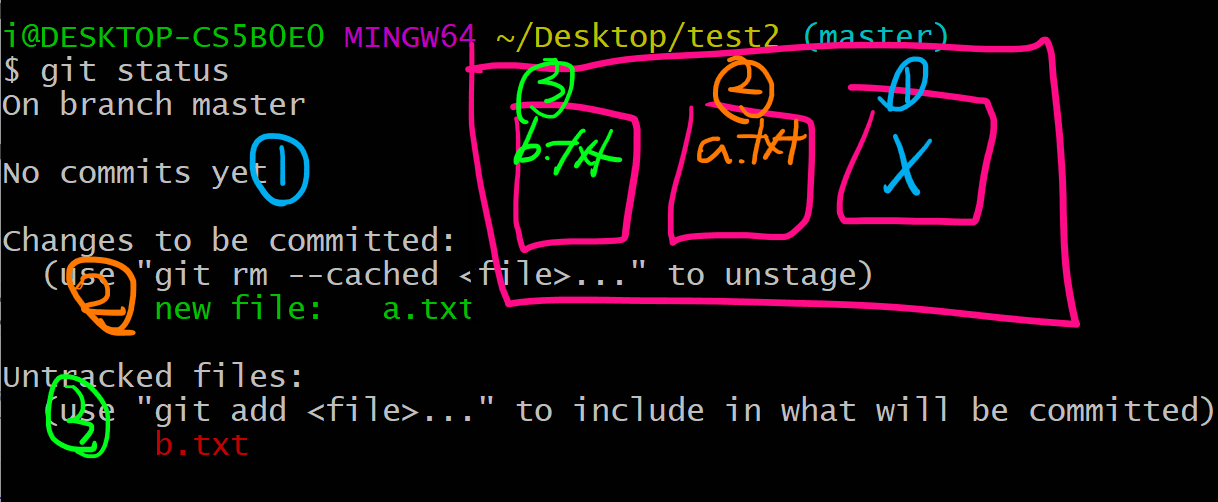 i@DESKTOP-CS5B0E0 MINGW64 ~/Desktop/test2 (master)
$ git status
On branch master
3 2 1
b.txt a.txt X
No commits yet 1
Changes to be committed:
(use "git rm --cached <file>..." to unstage)
2 new file: a.txt
Untracked files:
(use "git add <file>..." to include in what will be committed)
3 b.txt